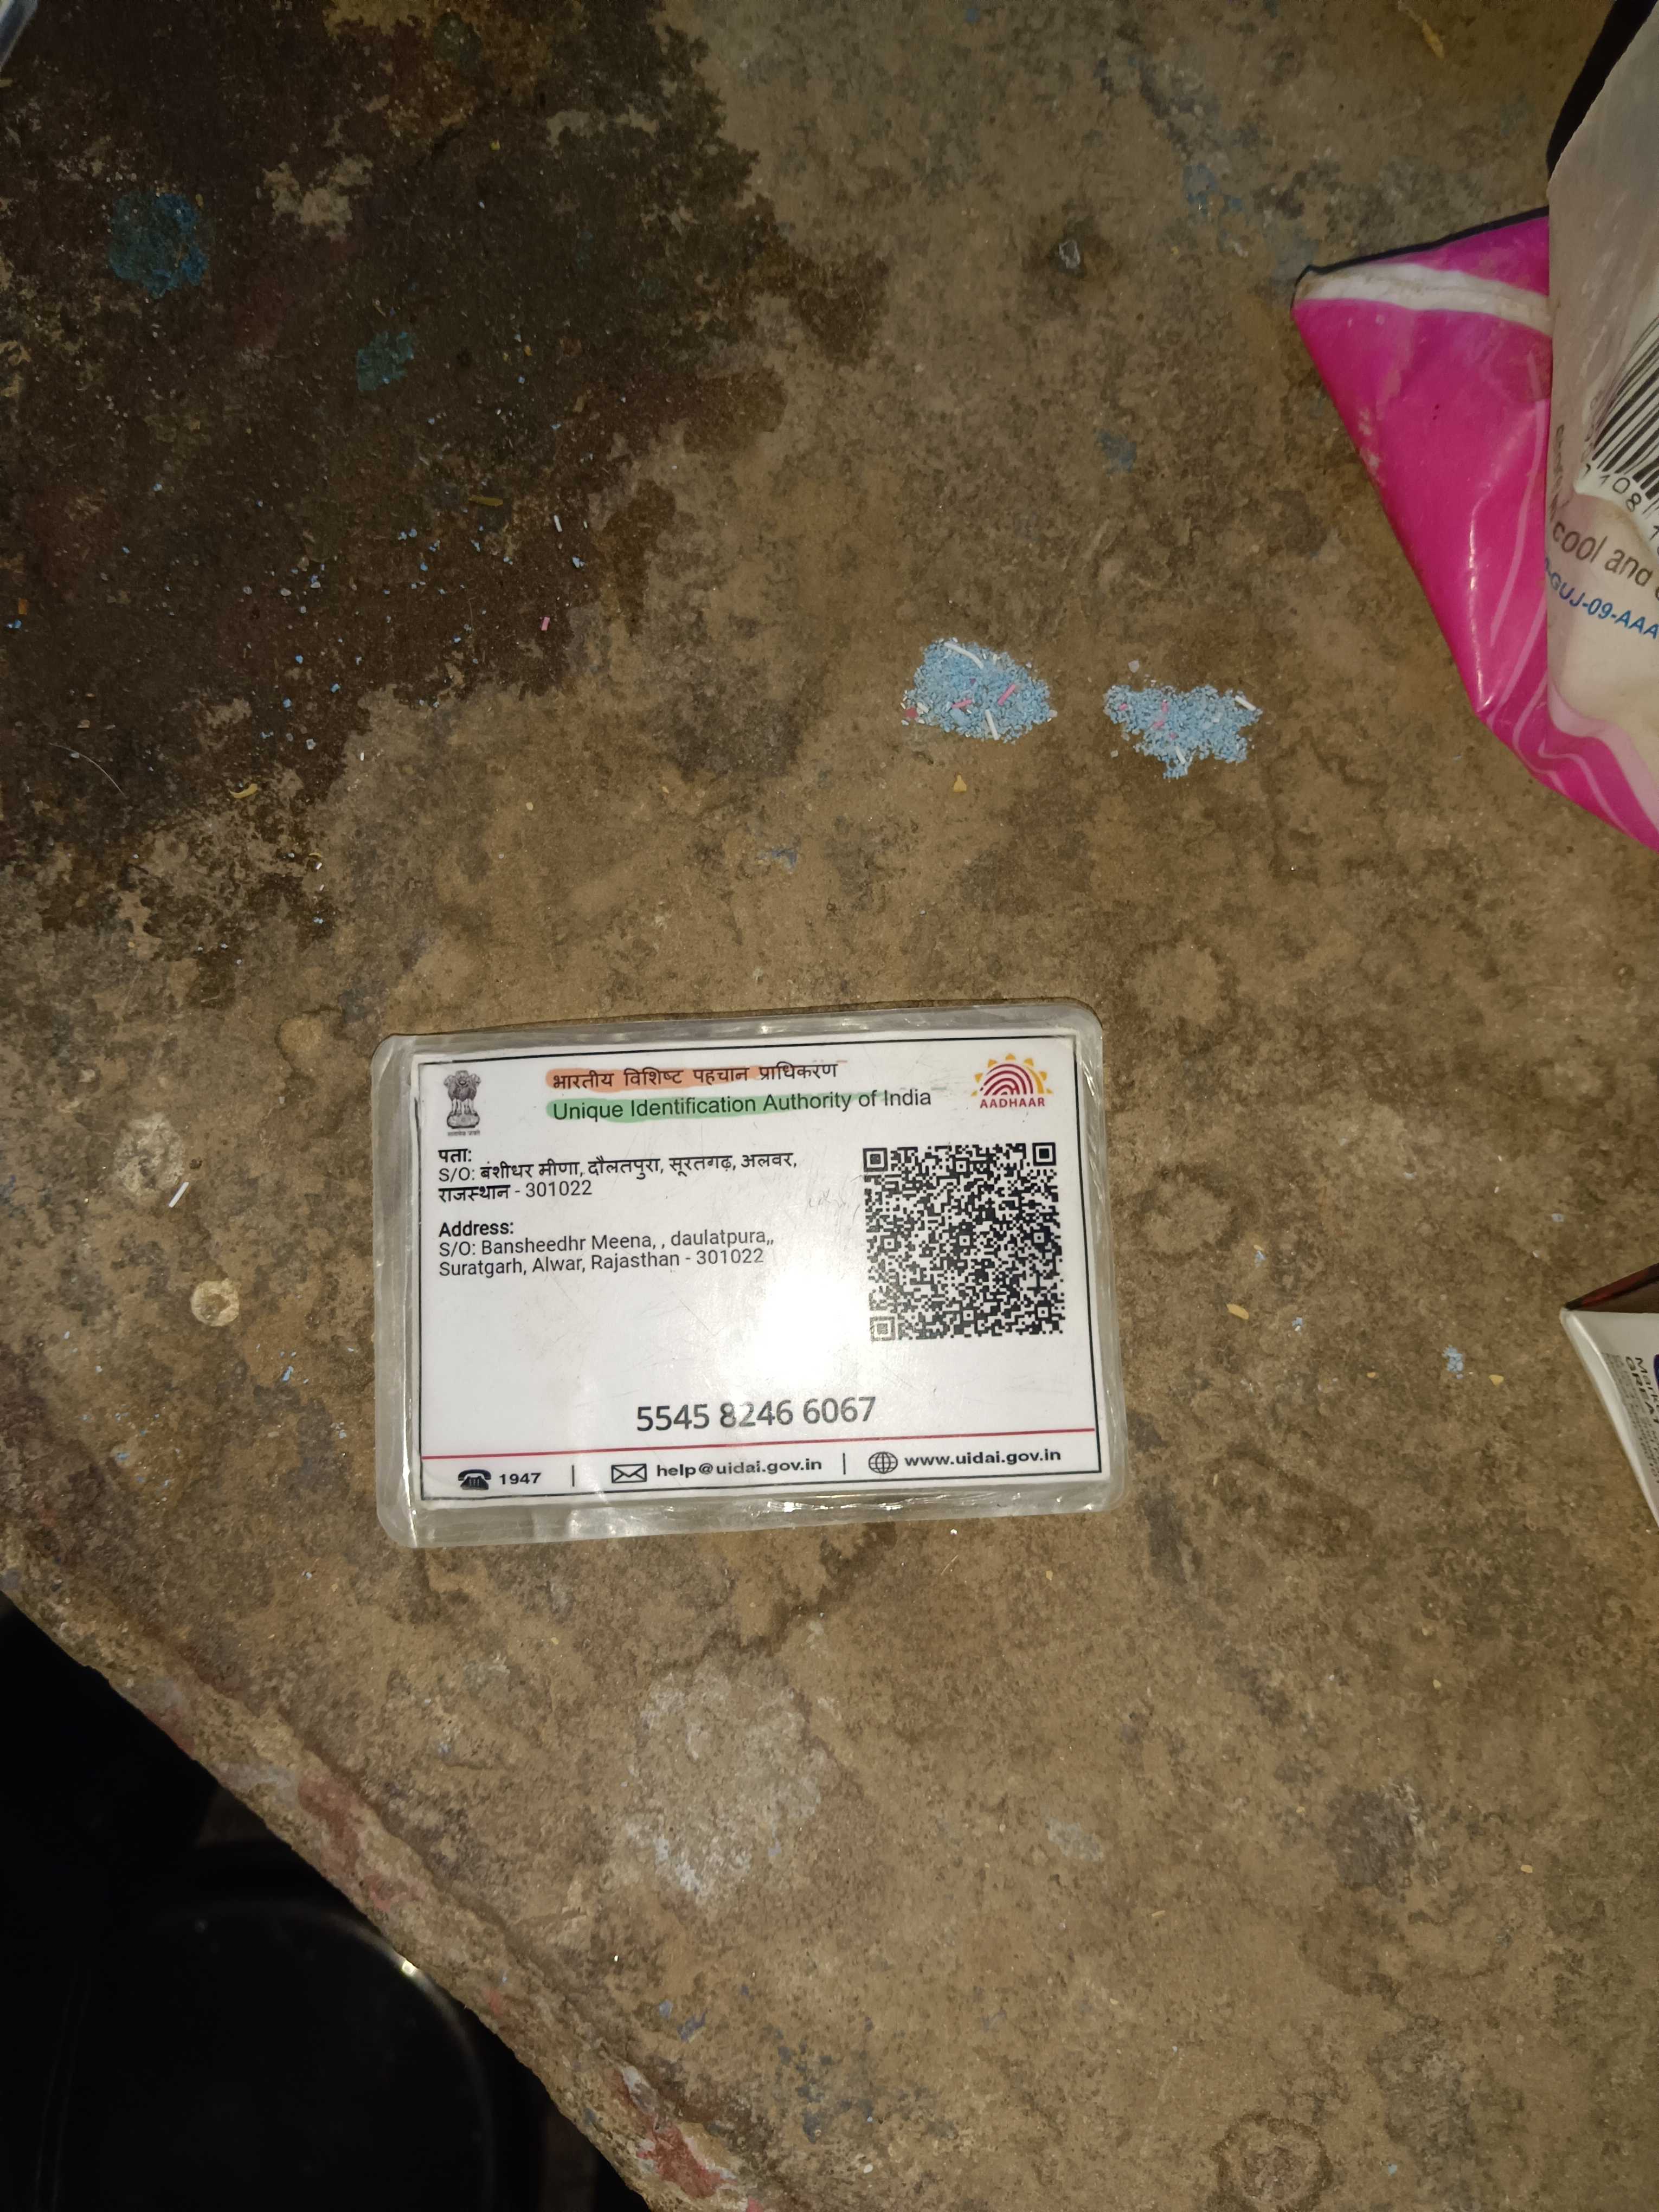 भारतीय विशिष्ट पहचान प्राधिकरण
Unique Identification Authority of India
AADHAAR
पता:
S/O: बंशीधर मीणा, दौलतपुरा, सूरतगढ़, अलवर,
राजस्थान - 301022
Address:
S/O: Bansheedhr Meena, , daulatpura,,
Suratgarh, Alwar, Rajasthan - 301022
5545 8246 6067
1947 | help@uidai.gov.in | www.uidai.gov.in
108
cool and
GUJ-09-AAA